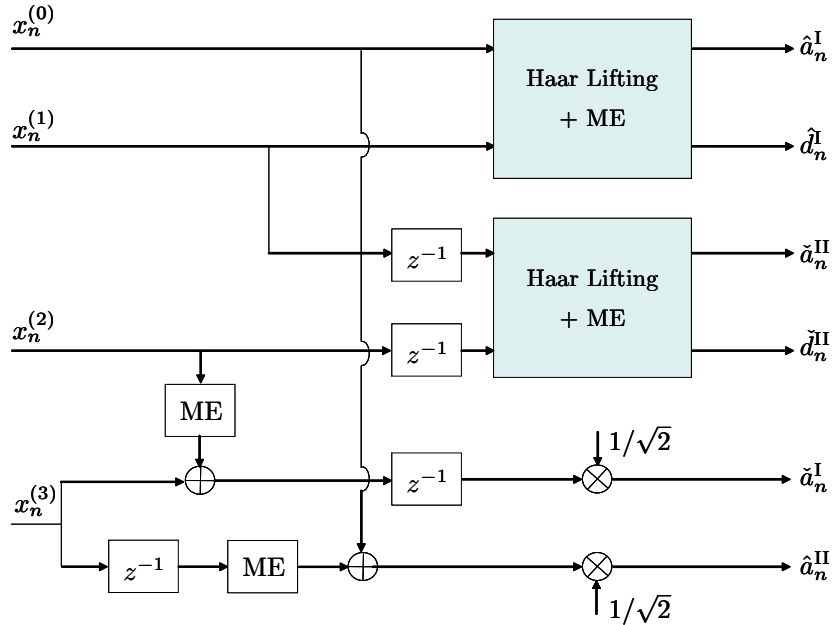 x_n^{(0)}
Haar Lifting
+ ME
â_n^I
x_n^{(1)}
d̂_n^I
z^{-1}
Haar Lifting
+ ME
ǎ_n^{II}
x_n^{(2)}
z^{-1}
ď_n^{II}
ME
1/√2
x_n^{(3)}
z^{-1}
ǎ_n^I
z^{-1}
ME
â_n^{II}
1/√2